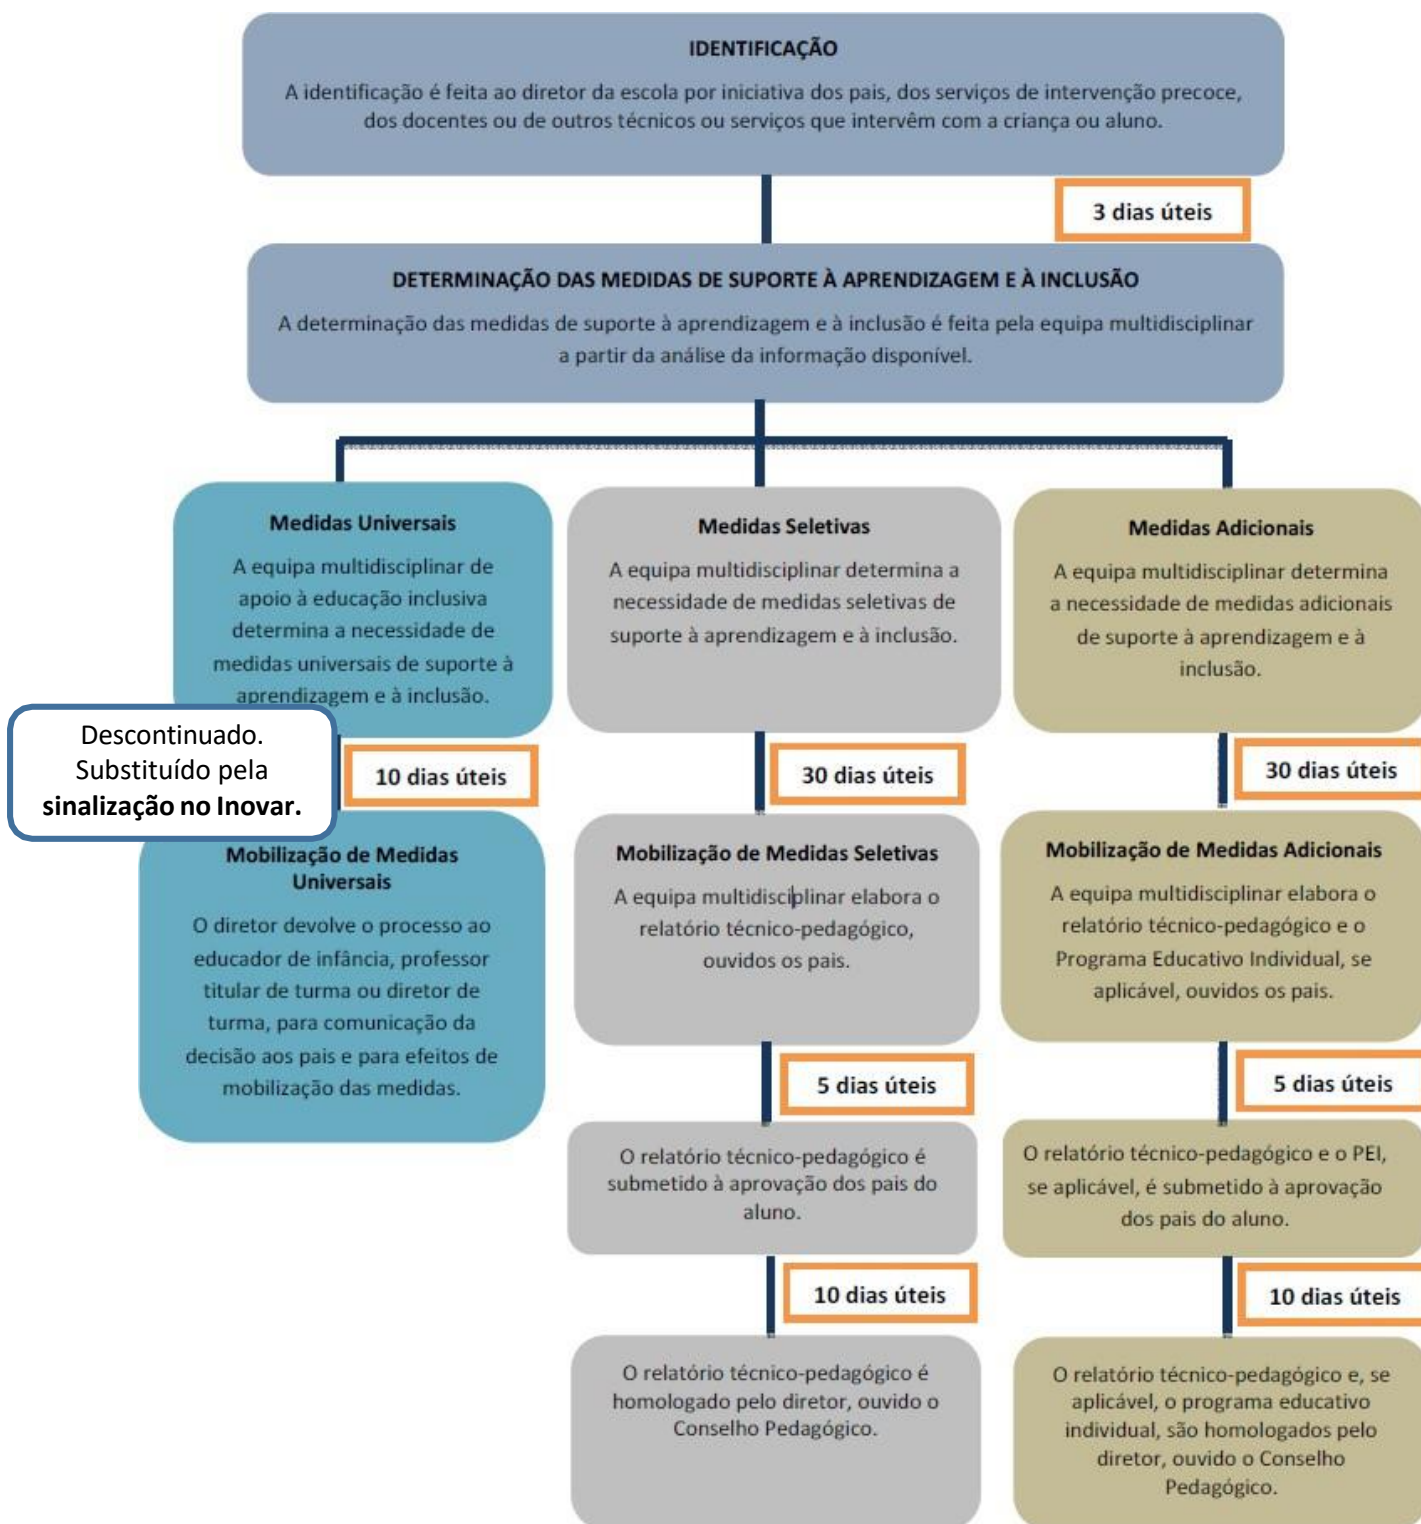 IDENTIFICAÇÃO
A identificação é feita ao diretor da escola por iniciativa dos pais, dos serviços de intervenção precoce,
dos docentes ou de outros técnicos ou serviços que intervêm com a criança ou aluno.
3 dias úteis
DETERMINAÇÃO DAS MEDIDAS DE SUPORTE À APRENDIZAGEM E À INCLUSÃO
A determinação das medidas de suporte à aprendizagem e à inclusão é feita pela equipa multidisciplinar
a partir da análise da informação disponível.
Medidas Universais
A equipa multidisciplinar de
apoio à educação inclusiva
determina a necessidade de
medidas universais de suporte à
aprendizagem e à inclusão.
Descontinuado.
Substituído pela
sinalização no Inovar.
10 dias úteis
Mobilização de Medidas
Universais
O diretor devolve o processo ao
educador de infância, professor
titular de turma ou diretor de
turma, para comunicação da
decisão aos pais e para efeitos de
mobilização das medidas.
Medidas Seletivas
A equipa multidisciplinar determina a
necessidade de medidas seletivas de
suporte à aprendizagem e à inclusão.
30 dias úteis
Mobilização de Medidas Seletivas
A equipa multidisciplinar elabora o
relatório técnico-pedagógico,
ouvidos os pais.
5 dias úteis
O relatório técnico-pedagógico é
submetido à aprovação dos pais do
aluno.
10 dias úteis
O relatório técnico-pedagógico é
homologado pelo diretor, ouvido o
Conselho Pedagógico.
Medidas Adicionais
A equipa multidisciplinar determina
a necessidade de medidas adicionais
de suporte à aprendizagem e à
inclusão.
30 dias úteis
Mobilização de Medidas Adicionais
A equipa multidisciplinar elabora o
relatório técnico-pedagógico e o
Programa Educativo Individual, se
aplicável, ouvidos os pais.
5 dias úteis
O relatório técnico-pedagógico e o PEI,
se aplicável, é submetido à aprovação
dos pais do aluno.
10 dias úteis
O relatório técnico-pedagógico e, se
aplicável, o programa educativo
individual, são homologados pelo
diretor, ouvido o Conselho
Pedagógico.